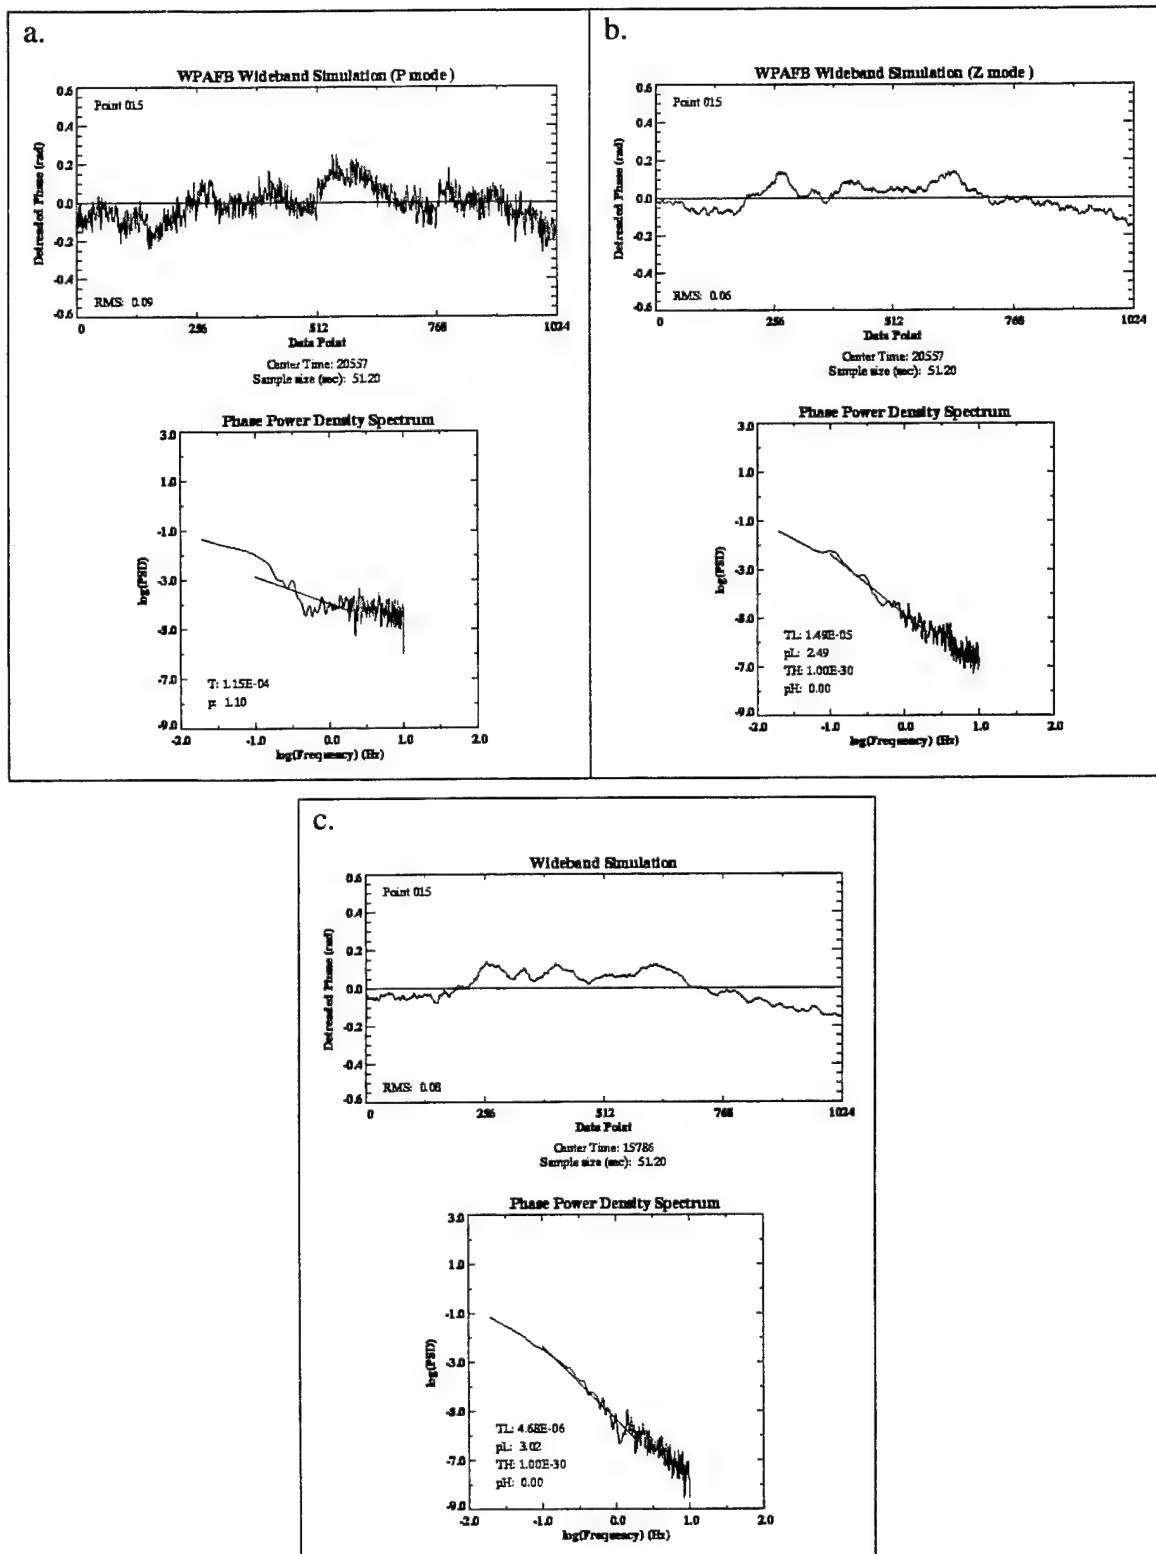 a.
WPAFB Wideband Simulation (P mode)
0.6
Point 015
0.4
0.2
0.0
-0.2
-0.4
-0.6
Detrended Phase (rad)
RMS: 0.09
0 256 512 768 1024
Data Point
Center Time: 20557
Sample size (sec): 51.20
Phase Power Density Spectrum
3.0
1.0
-1.0
-3.0
-5.0
-7.0
-9.0
log(PSD)
T: 1.15E-04
p: 1.10
-2.0 -1.0 0.0 1.0 2.0
log(Frequency) (Hz)
b.
WPAFB Wideband Simulation (Z mode)
0.6
Point 015
0.4
0.2
0.0
-0.2
-0.4
-0.6
Detrended Phase (rad)
RMS: 0.06
0 256 512 768 1024
Data Point
Center Time: 20557
Sample size (sec): 51.20
Phase Power Density Spectrum
3.0
1.0
-1.0
-3.0
-5.0
-7.0
-9.0
log(PSD)
TL: 1.49E-05
pL: 2.49
TH: 1.00E-30
pH: 0.00
-2.0 -1.0 0.0 1.0 2.0
log(Frequency) (Hz)
c.
Wideband Simulation
0.6
Point 015
0.4
0.2
0.0
-0.2
-0.4
-0.6
Detrended Phase (rad)
RMS: 0.08
0 256 512 768 1024
Data Point
Center Time: 15786
Sample size (sec): 51.20
Phase Power Density Spectrum
3.0
1.0
-1.0
-3.0
-5.0
-7.0
-9.0
log(PSD)
TL: 4.68E-06
pL: 3.02
TH: 1.00E-30
pH: 0.00
-2.0 -1.0 0.0 1.0 2.0
log(Frequency) (Hz)